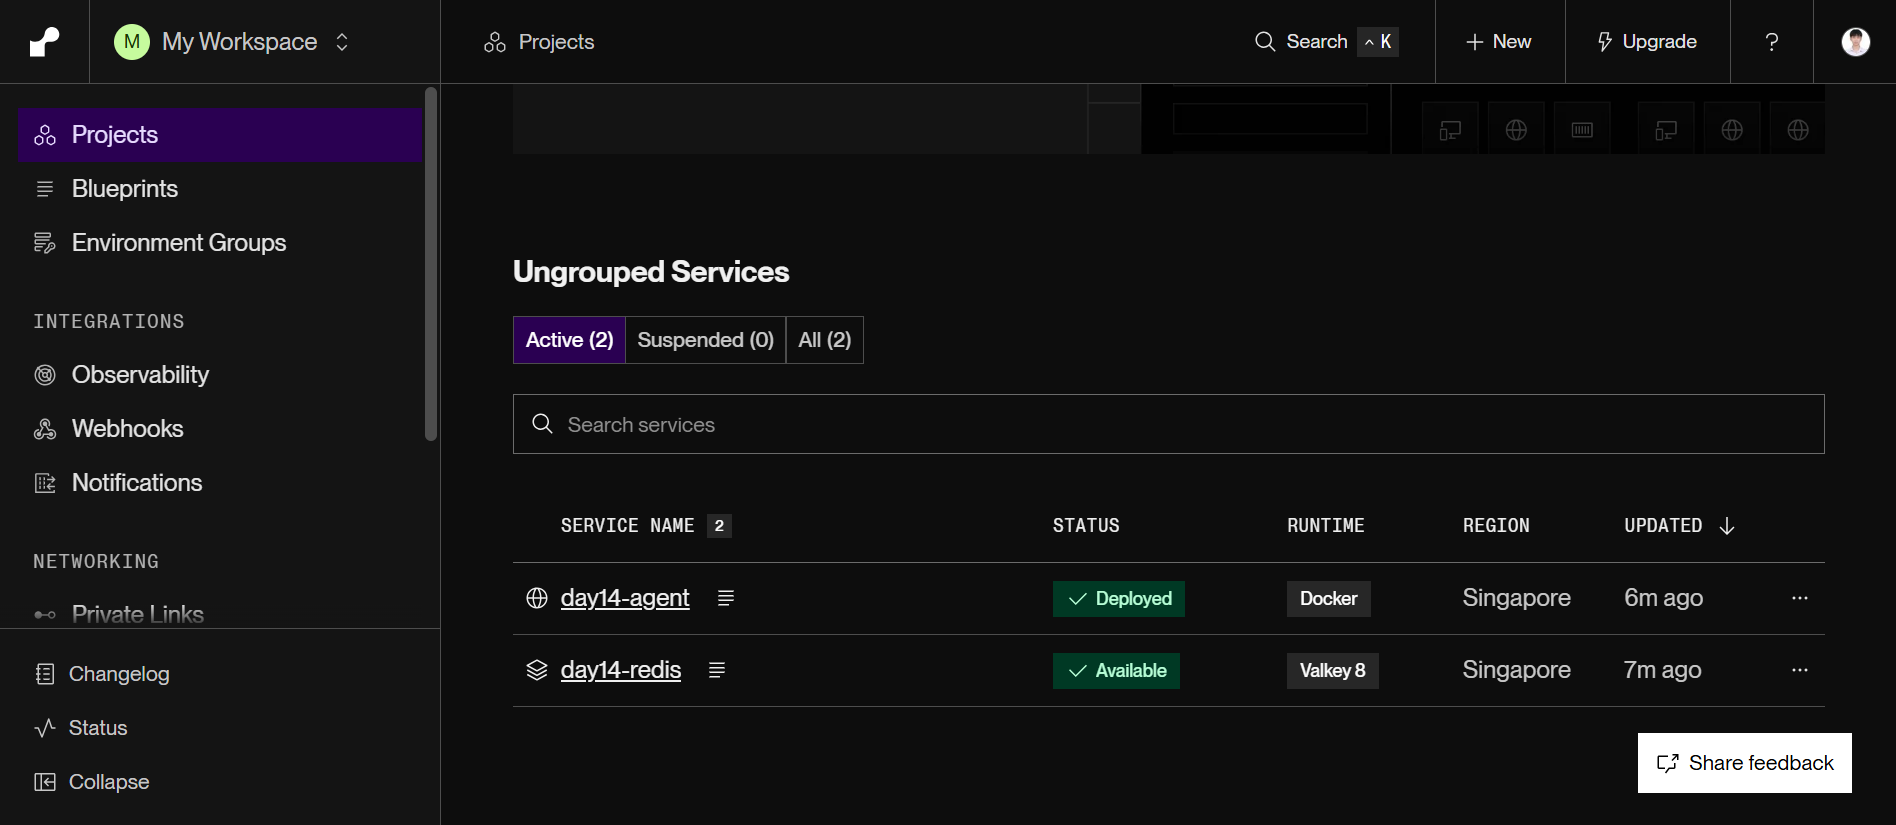 M My Workspace
Projects
Search ^ K
+ New
Upgrade
?
Projects
Blueprints
Environment Groups
INTEGRATIONS
Observability
Webhooks
Notifications
NETWORKING
Private Links
Changelog
Status
Collapse
Ungrouped Services
Active (2) Suspended (0) All (2)
Search services
SERVICE NAME 2 STATUS RUNTIME REGION UPDATED ↓
day14-agent Deployed Docker Singapore 6m ago ...
day14-redis Available Valkey 8 Singapore 7m ago ...
Share feedback